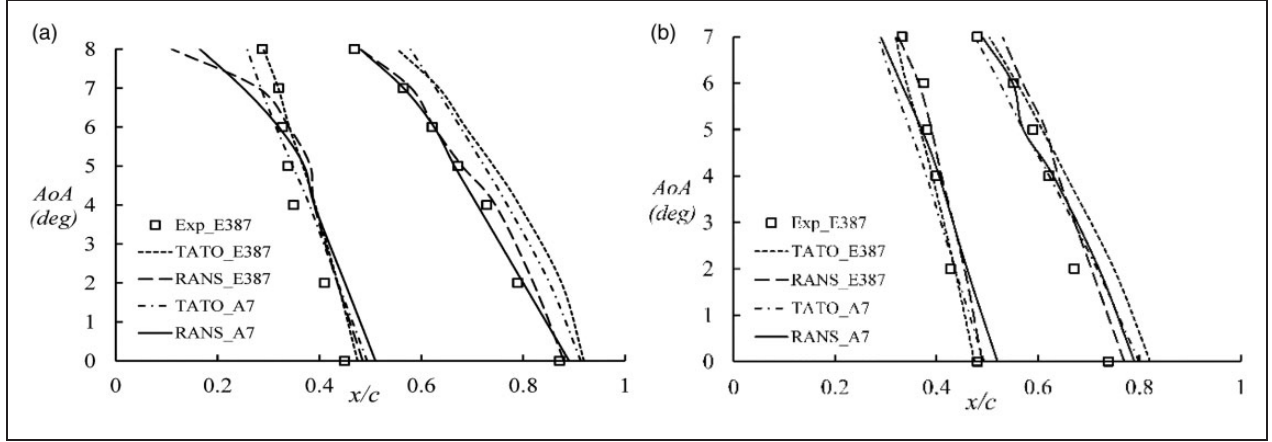 (a)
8
7
6
5
AoA
(deg)
4
3
2
1
0
Exp_E387
TATO_E387
RANS_E387
TATO_A7
RANS_A7
0 0.2 0.4 0.6 0.8 1
x/c
(b)
7
6
5
AoA
(deg)
4
3
2
1
0
Exp_E387
TATO_E387
RANS_E387
TATO_A7
RANS_A7
0 0.2 0.4 0.6 0.8 1
x/c